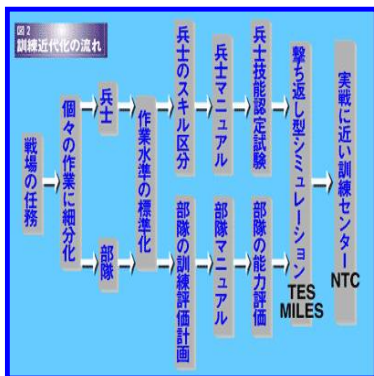 図2
訓練近代化の流れ
戦場の任務
個々の作業に細分化
兵士
部隊
作業水準の標準化
兵士のスキル区分
部隊の訓練評価計画
兵士マニュアル
部隊マニュアル
兵士技能認定試験
部隊の能力評価
撃ち返し型シミュレーション
TES
MILES
実戦に近い訓練センター
NTC